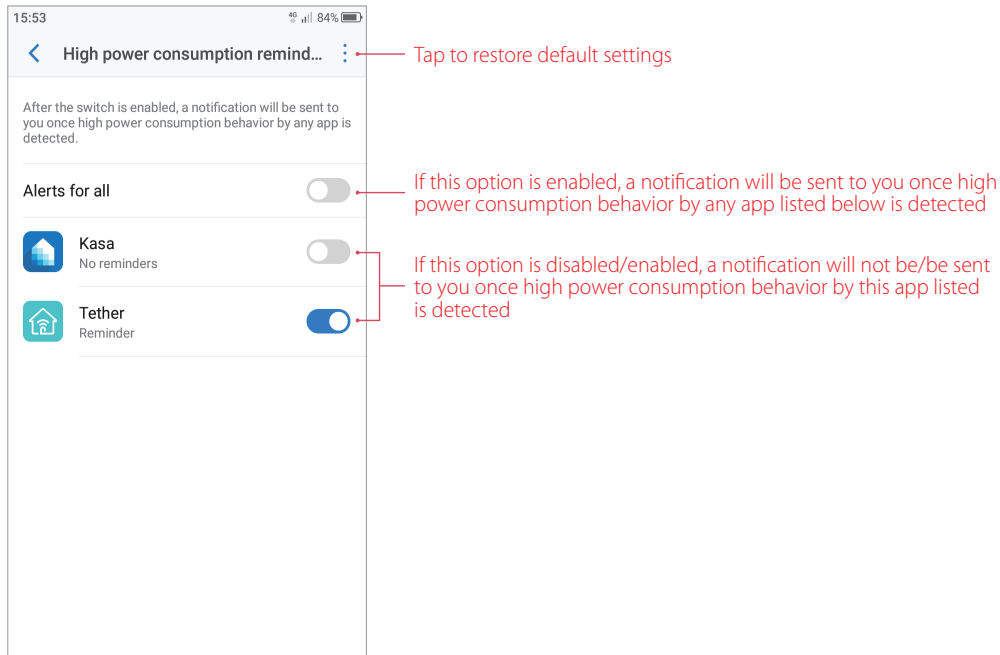 15:53
4G 84%
High power consumption remind...
Tap to restore default settings
After the switch is enabled, a notification will be sent to
you once high power consumption behavior by any app is
detected.
Alerts for all
If this option is enabled, a notification will be sent to you once high
power consumption behavior by any app listed below is detected
Kasa
No reminders
If this option is disabled/enabled, a notification will not be/be sent
to you once high power consumption behavior by this app listed
is detected
Tether
Reminder